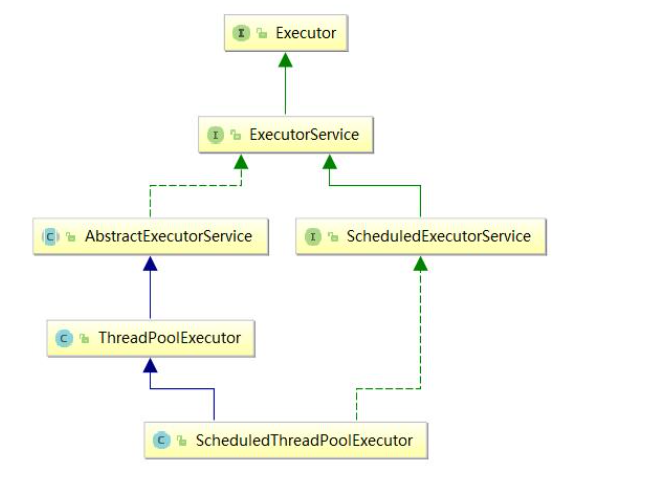 I Executor
I ExecutorService
C AbstractExecutorService
I ScheduledExecutorService
C ThreadPoolExecutor
C ScheduledThreadPoolExecutor